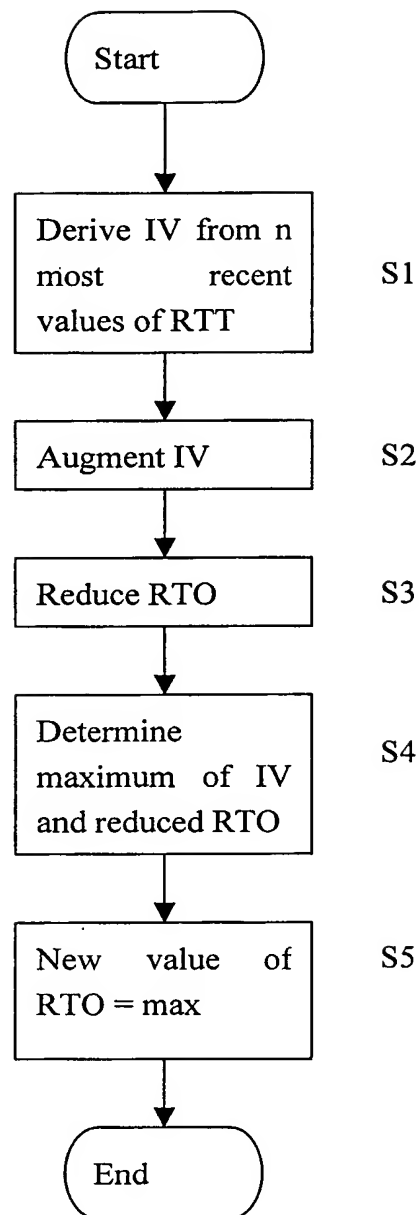 Start
Derive IV from n
most recent
values of RTT
S1
Augment IV
S2
Reduce RTO
S3
Determine
maximum of IV
and reduced RTO
S4
New value of
RTO = max
S5
End